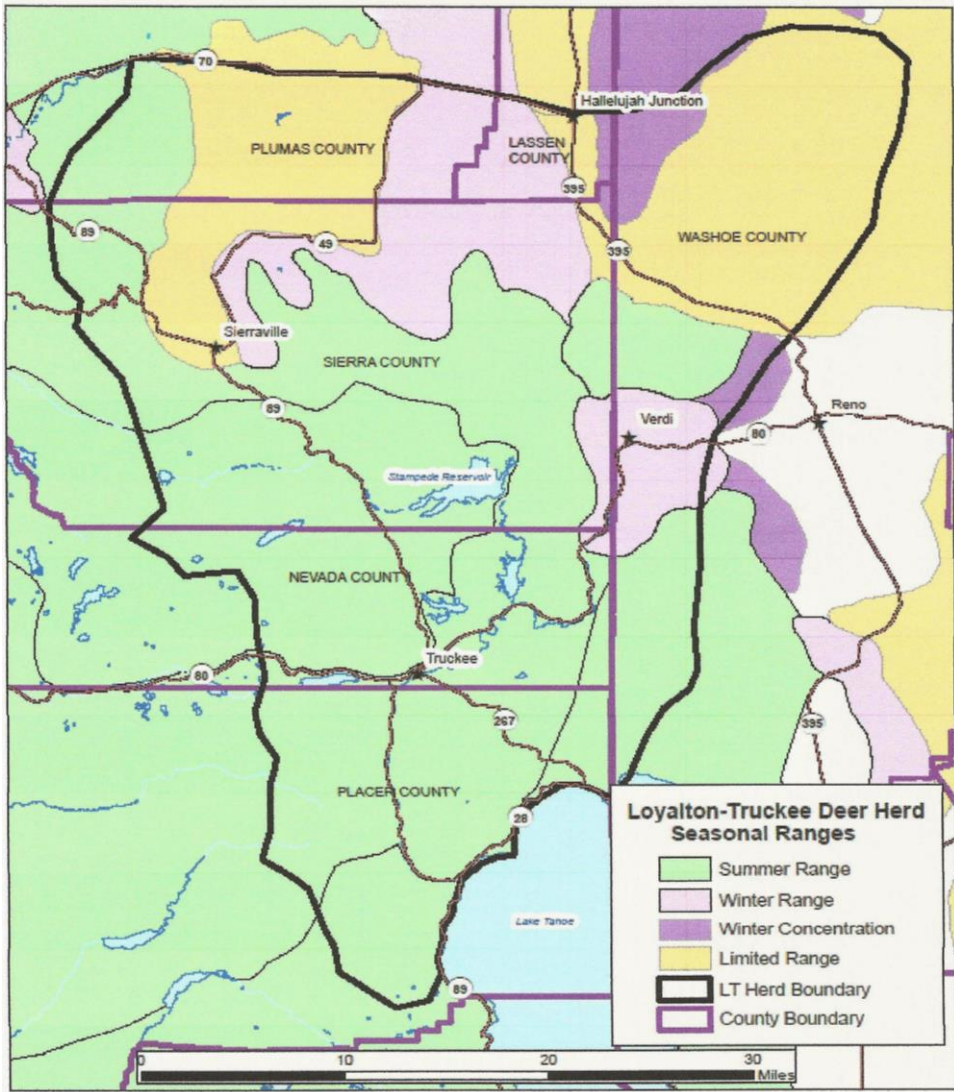 70
Hallelujah Junction
PLUMAS COUNTY
LASSEN
COUNTY
395
89
49
395
WASHOE COUNTY
Sierraville
SIERRA COUNTY
89
Verdi
80
Reno
Stampede Reservoir
NEVADA COUNTY
Truckee
80
267
395
PLACER COUNTY
28
Lake Tahoe
89
Loyalton-Truckee Deer Herd
Seasonal Ranges
Summer Range
Winter Range
Winter Concentration
Limited Range
LT Herd Boundary
County Boundary
0 10 20 30
Miles